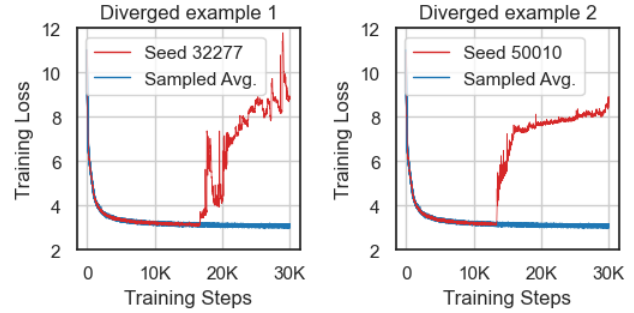 Diverged example 1
Training Loss
12
10
8
6
4
2
Seed 32277
Sampled Avg.
0
10K
20K
30K
Training Steps
Diverged example 2
Training Loss
12
10
8
6
4
2
Seed 50010
Sampled Avg.
0
10K
20K
30K
Training Steps